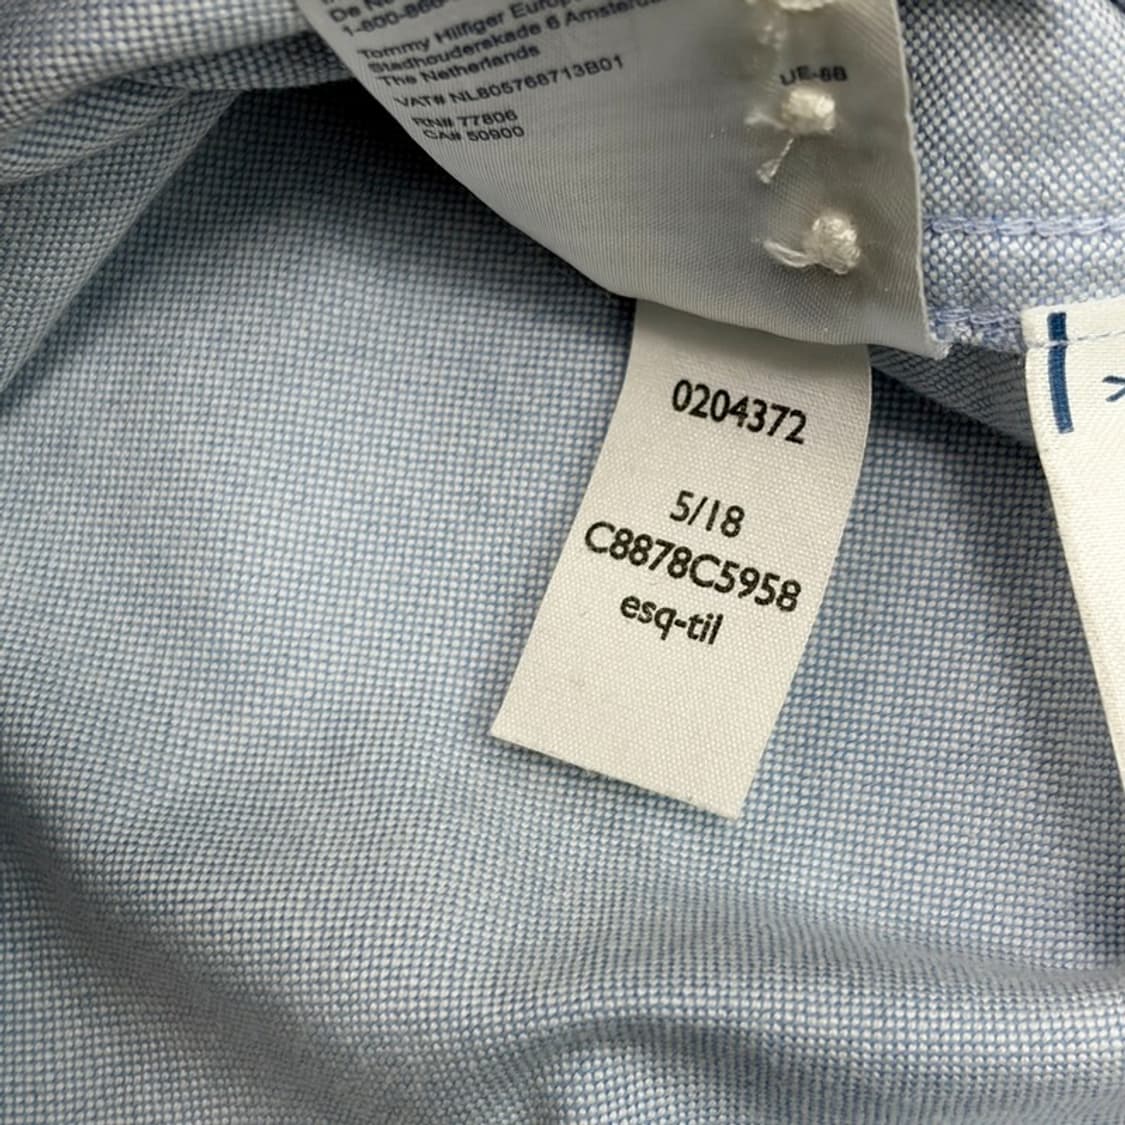 1-800-866
Tommy Hilfiger Europe
Stadhouderskade 6 Amsterdam
The Netherlands
VAT# NL805768713B01
RN# 77806
CA# 50900
UE-8B
0204372
5/18
C8878C5958
esq-til